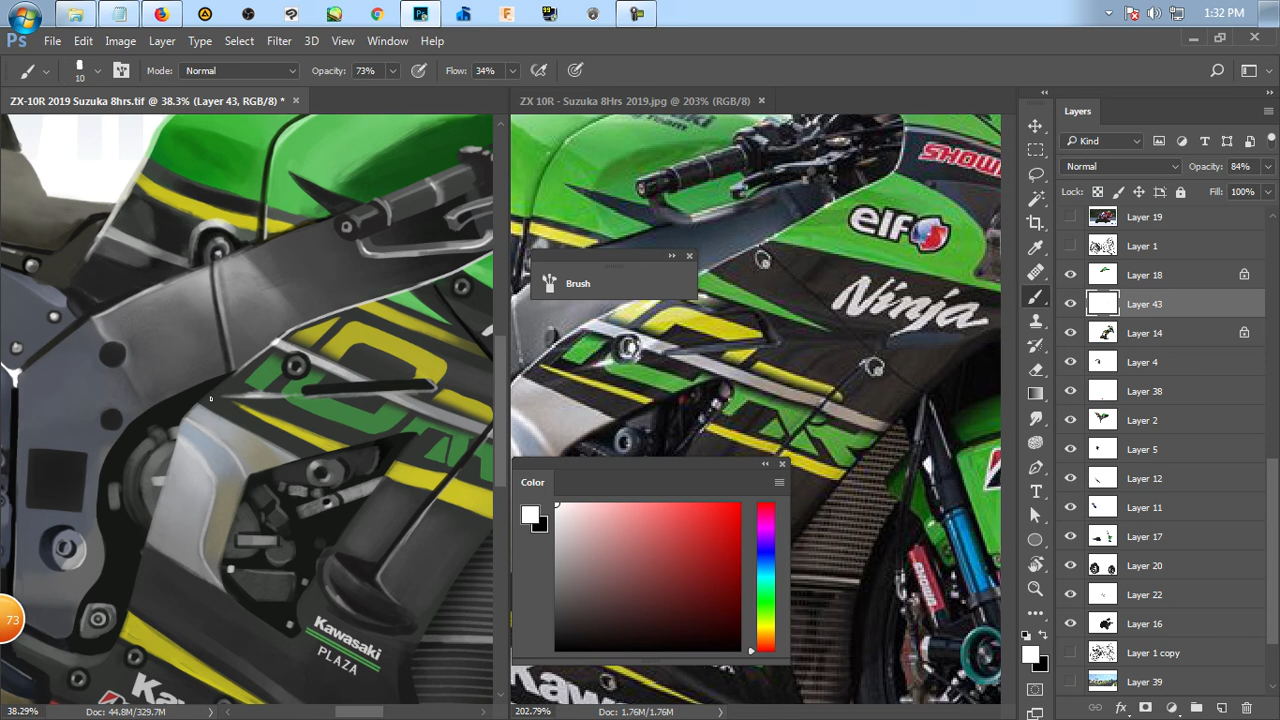 1:32 PM
Ps File Edit Image Layer Type Select Filter 3D View Window Help
10 Mode: Normal Opacity: 73% Flow: 34%
ZX-10R 2019 Suzuka 8hrs.tif @ 38.3% (Layer 43, RGB/8) *
ZX 10R - Suzuka 8Hrs 2019.jpg @ 203% (RGB/8)
elf
Ninja
Brush
Color
73
Kawasaki
PLAZA
38.29% Doc: 44.8M/329.7M
202.79% Doc: 1.76M/1.76M
Layers
Kind
Normal Opacity: 84%
Lock: Fill: 100%
Layer 19
Layer 1
Layer 18
Layer 43
Layer 14
Layer 4
Layer 38
Layer 2
Layer 5
Layer 12
Layer 11
Layer 17
Layer 20
Layer 22
Layer 16
Layer 1 copy